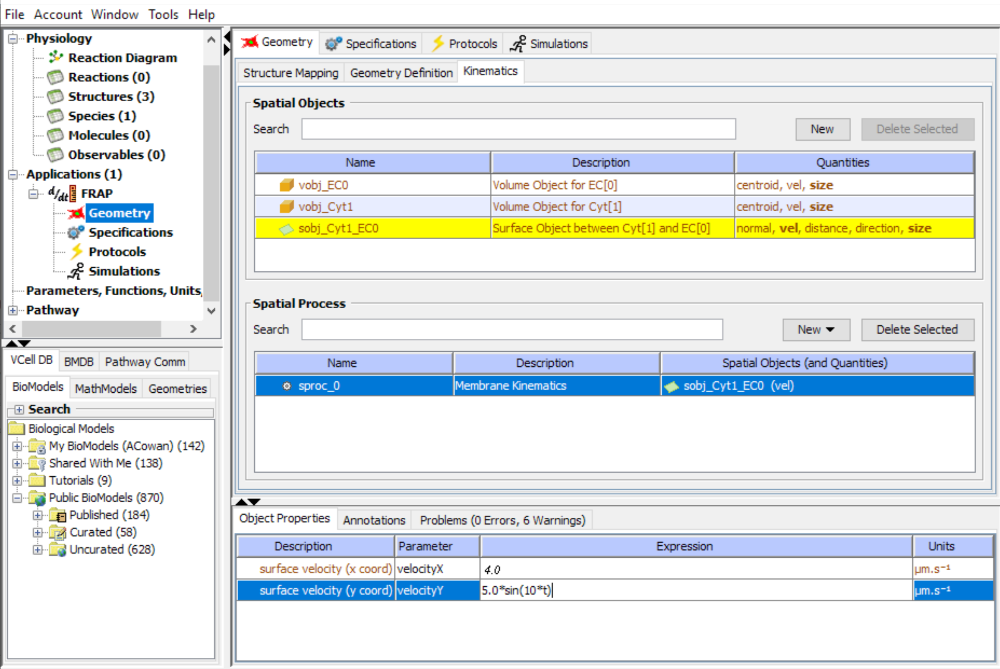 File Account Window Tools Help
Physiology
Reaction Diagram
Reactions (0)
Structures (3)
Species (1)
Molecules (0)
Observables (0)
Applications (1)
d/dt FRAP
Geometry
Specifications
Protocols
Simulations
Parameters, Functions, Units,
Pathway
VCell DB BMDB Pathway Comm
BioModels MathModels Geometries
Search
Biological Models
My BioModels (ACowan) (142)
Shared With Me (138)
Tutorials (9)
Public BioModels (870)
Published (184)
Curated (58)
Uncurated (628)
Geometry Specifications Protocols Simulations
Structure Mapping Geometry Definition Kinematics
Spatial Objects
Search New Delete Selected
Name Description Quantities
vobj_EC0 Volume Object for EC[0] centroid, vel, size
vobj_Cyt1 Volume Object for Cyt[1] centroid, vel, size
sobj_Cyt1_EC0 Surface Object between Cyt[1] and EC[0] normal, vel, distance, direction, size
Spatial Process
Search New Delete Selected
Name Description Spatial Objects (and Quantities)
sproc_0 Membrane Kinematics sobj_Cyt1_EC0 (vel)
Object Properties Annotations Problems (0 Errors, 6 Warnings)
Description Parameter Expression Units
surface velocity (x coord) velocityX 4.0 µm.s⁻¹
surface velocity (y coord) velocityY 5.0*sin(10*t) µm.s⁻¹